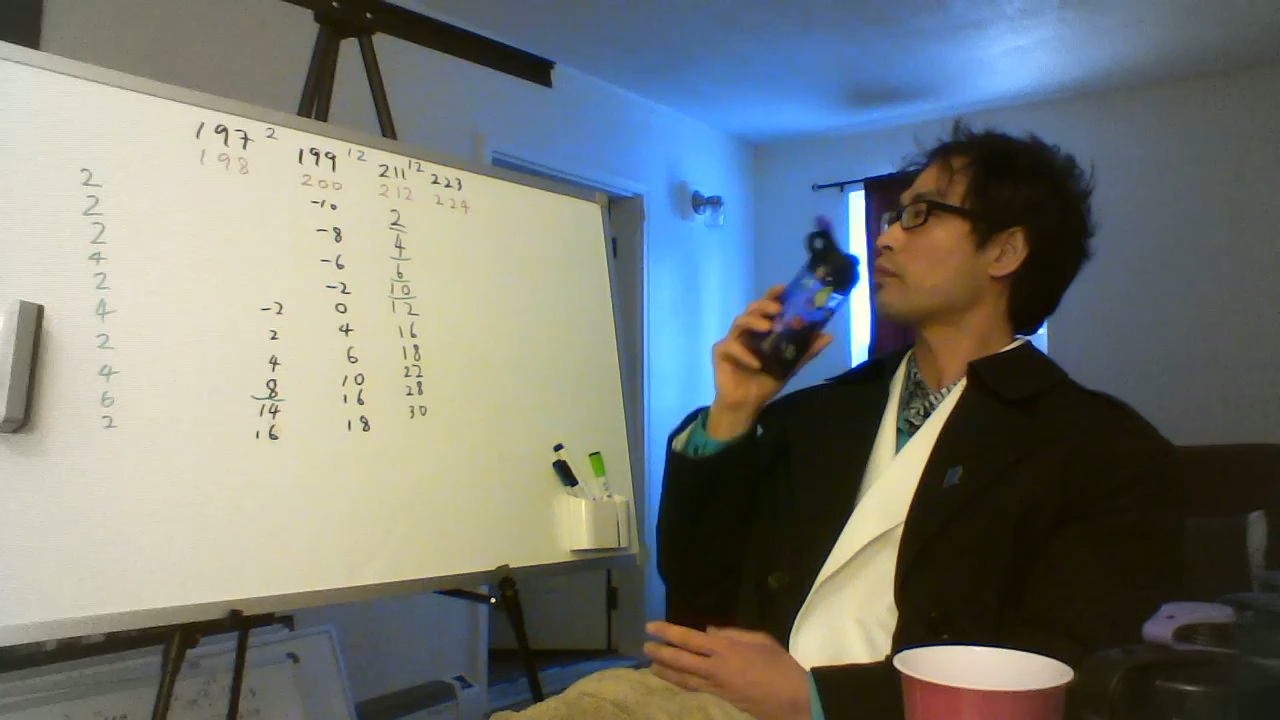 197 2 199 12 211 12 223
198 200 212 224
2 -10 2
2 -8 4
2 -6 6
4 -2 10
2 -2 0 12
4 2 4 16
2 4 6 18
4 8 10 22
6 14 16 28
2 16 18 30